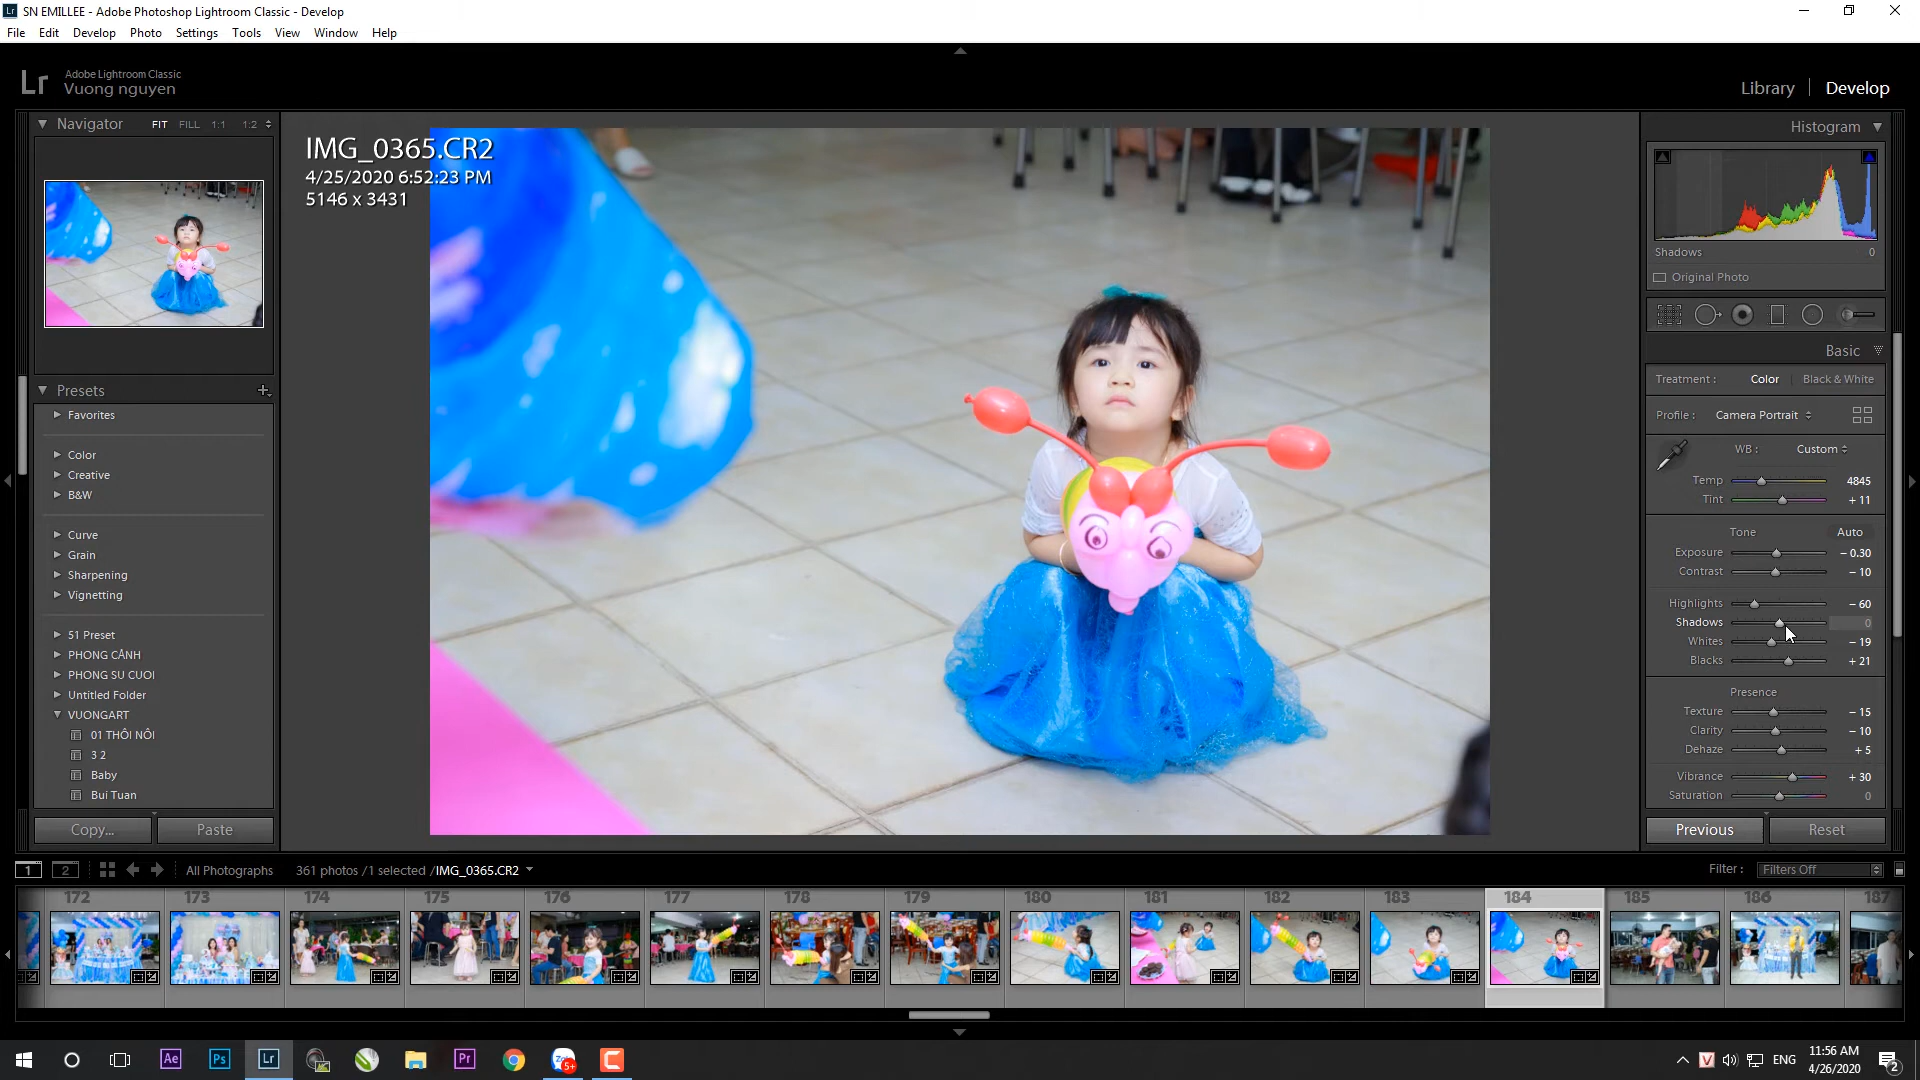 SN EMILLEE - Adobe Photoshop Lightroom Classic - Develop
File Edit Develop Photo Settings Tools View Window Help
Lr
Adobe Lightroom Classic
Vuong nguyen
Library | Develop
Navigator FIT FILL 1:1 1:2
IMG_0365.CR2
4/25/2020 6:52:23 PM
5146 x 3431
Presets
Favorites
Color
Creative
B&W
Curve
Grain
Sharpening
Vignetting
51 Preset
PHONG CẢNH
PHONG SU CUOI
Untitled Folder
VUONGART
01 THÔI NÔI
3 2
Baby
Bui Tuan
Copy... Paste
Histogram
Shadows 0
Original Photo
Basic
Treatment : Color Black & White
Profile : Camera Portrait
WB : Custom
Temp 4845
Tint + 11
Tone Auto
Exposure – 0.30
Contrast – 10
Highlights – 60
Shadows 0
Whites – 19
Blacks + 21
Presence
Texture – 15
Clarity – 10
Dehaze + 5
Vibrance + 30
Saturation 0
Previous Reset
1 2 All Photographs 361 photos /1 selected /IMG_0365.CR2 Filter : Filters Off
172 173 174 175 176 177 178 179 180 181 182 183 184 185 186 187
Ae Ps Lr Pr 5+ V ENG
11:56 AM
4/26/2020
2